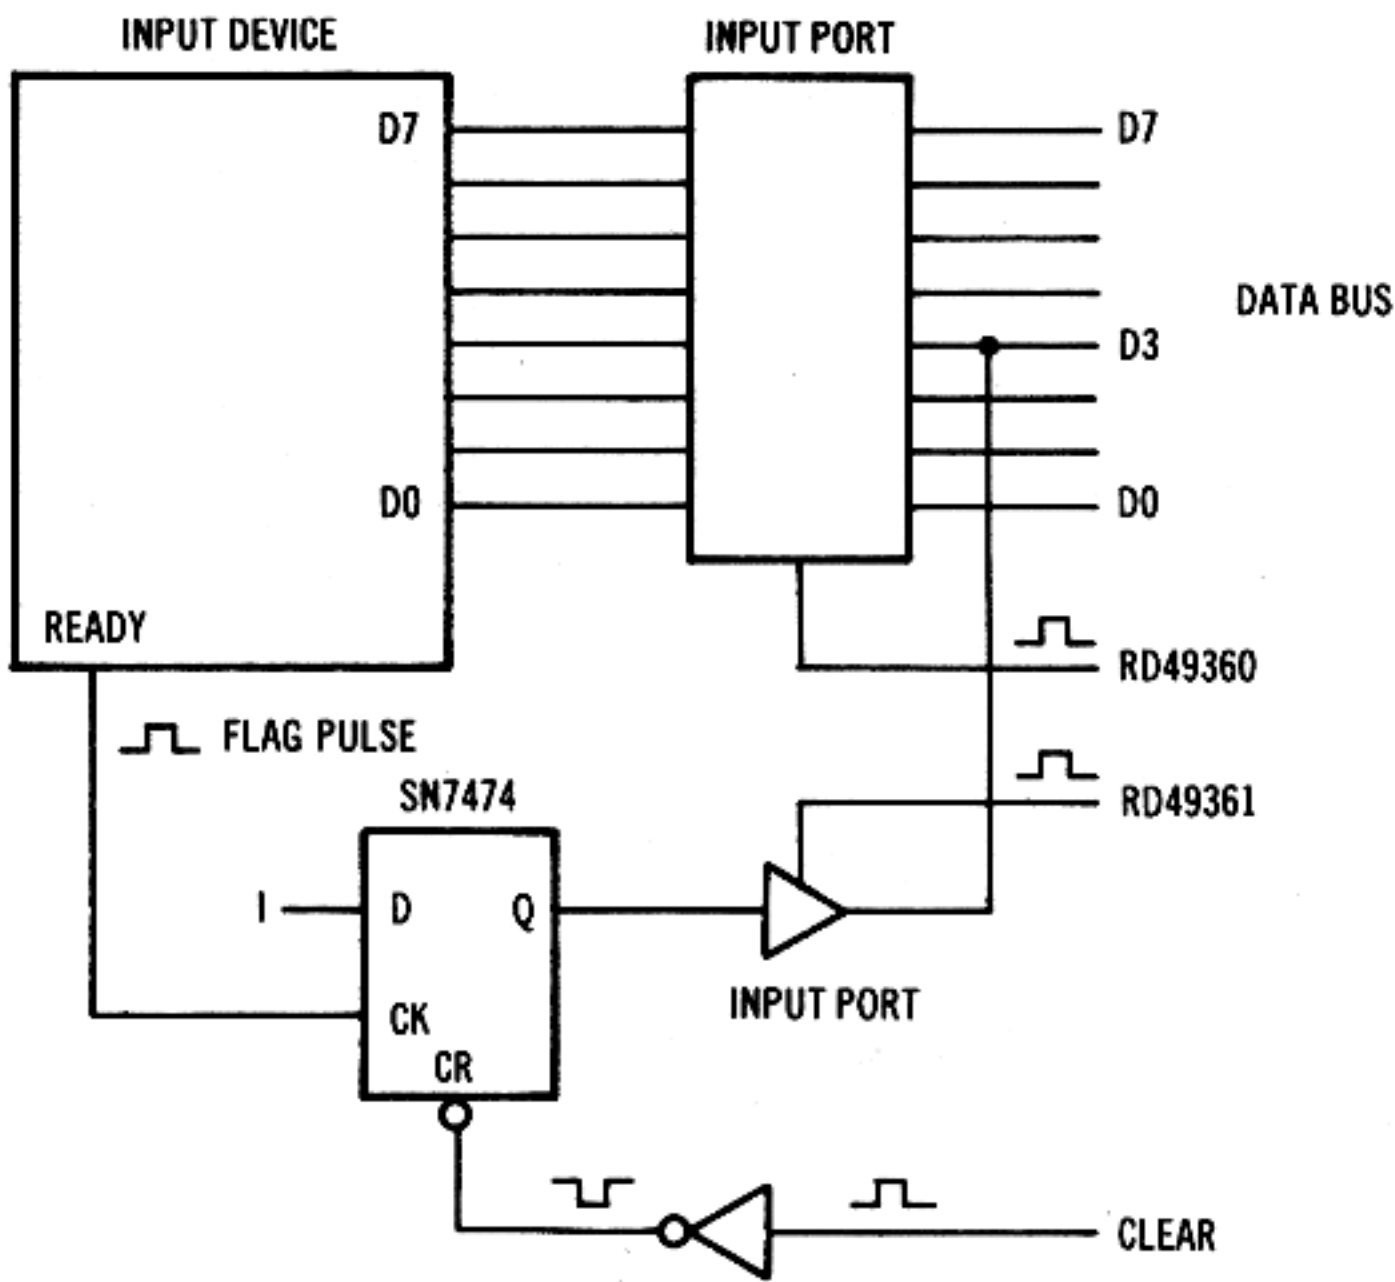 INPUT DEVICE
INPUT PORT
D7
D7
DATA BUS
D3
D0
D0
READY
RD49360
FLAG PULSE
SN7474
RD49361
I
D
Q
INPUT PORT
CK
CR
CLEAR